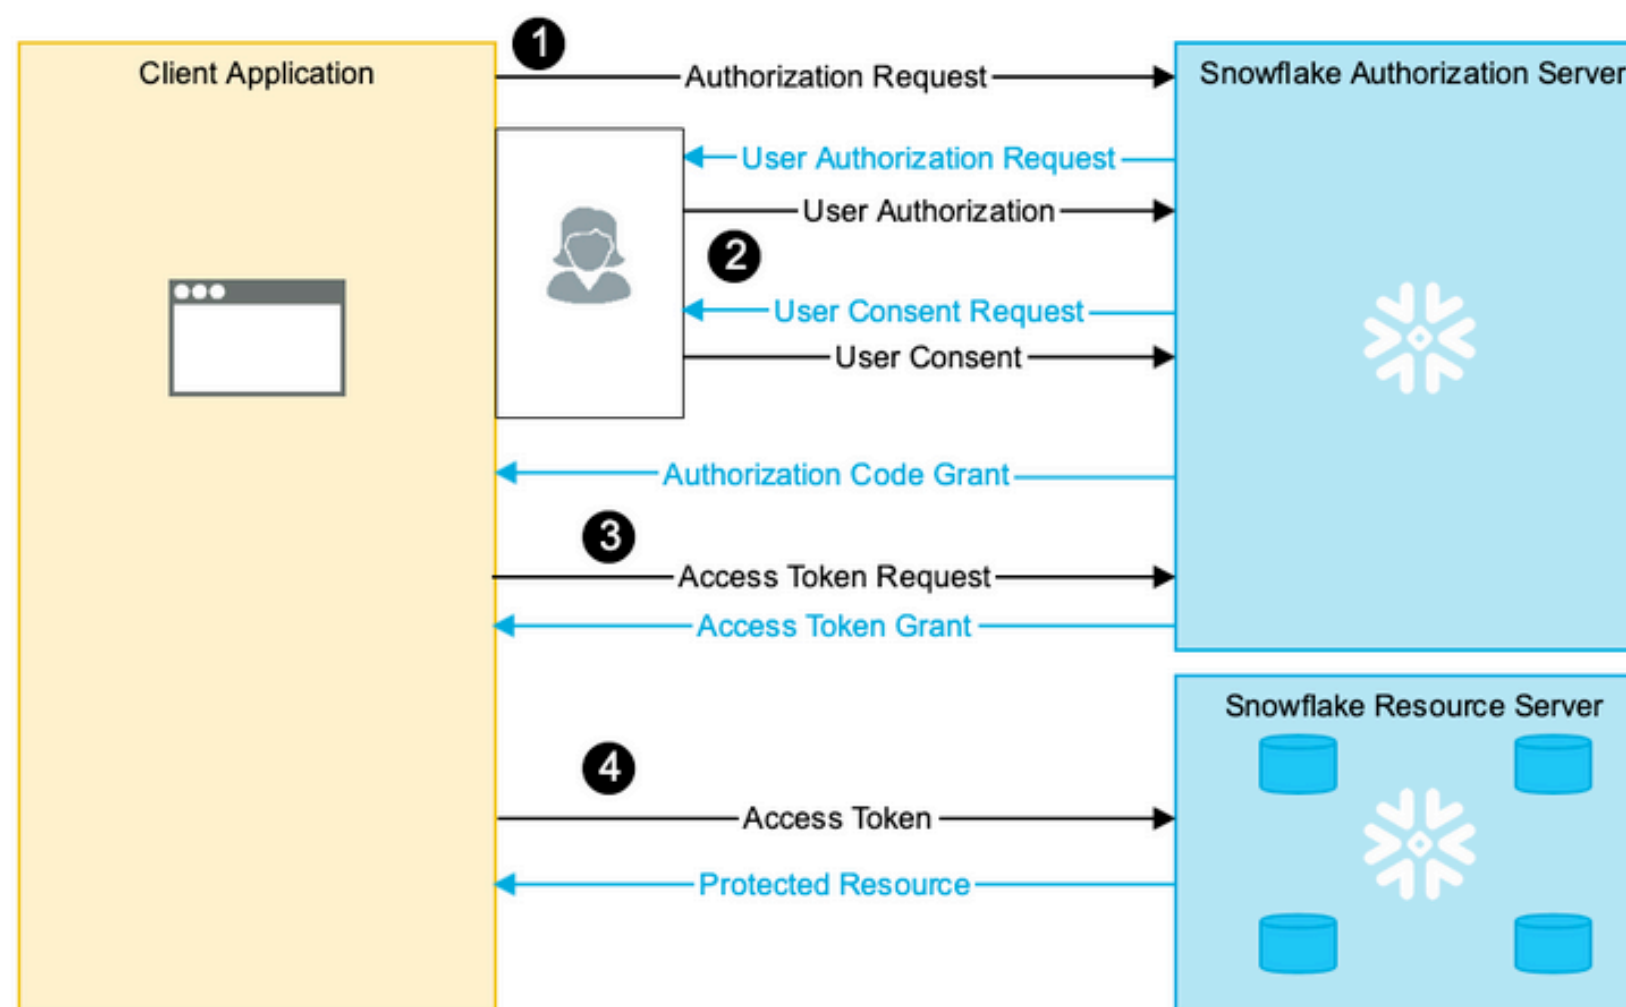 1
Client Application
Authorization Request
Snowflake Authorization Server
User Authorization Request
User Authorization
2
User Consent Request
User Consent
Authorization Code Grant
3
Access Token Request
Access Token Grant
Snowflake Resource Server
4
Access Token
Protected Resource